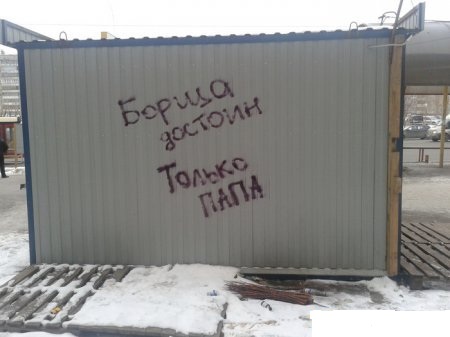 Борща
достоин
Только
ПАПА